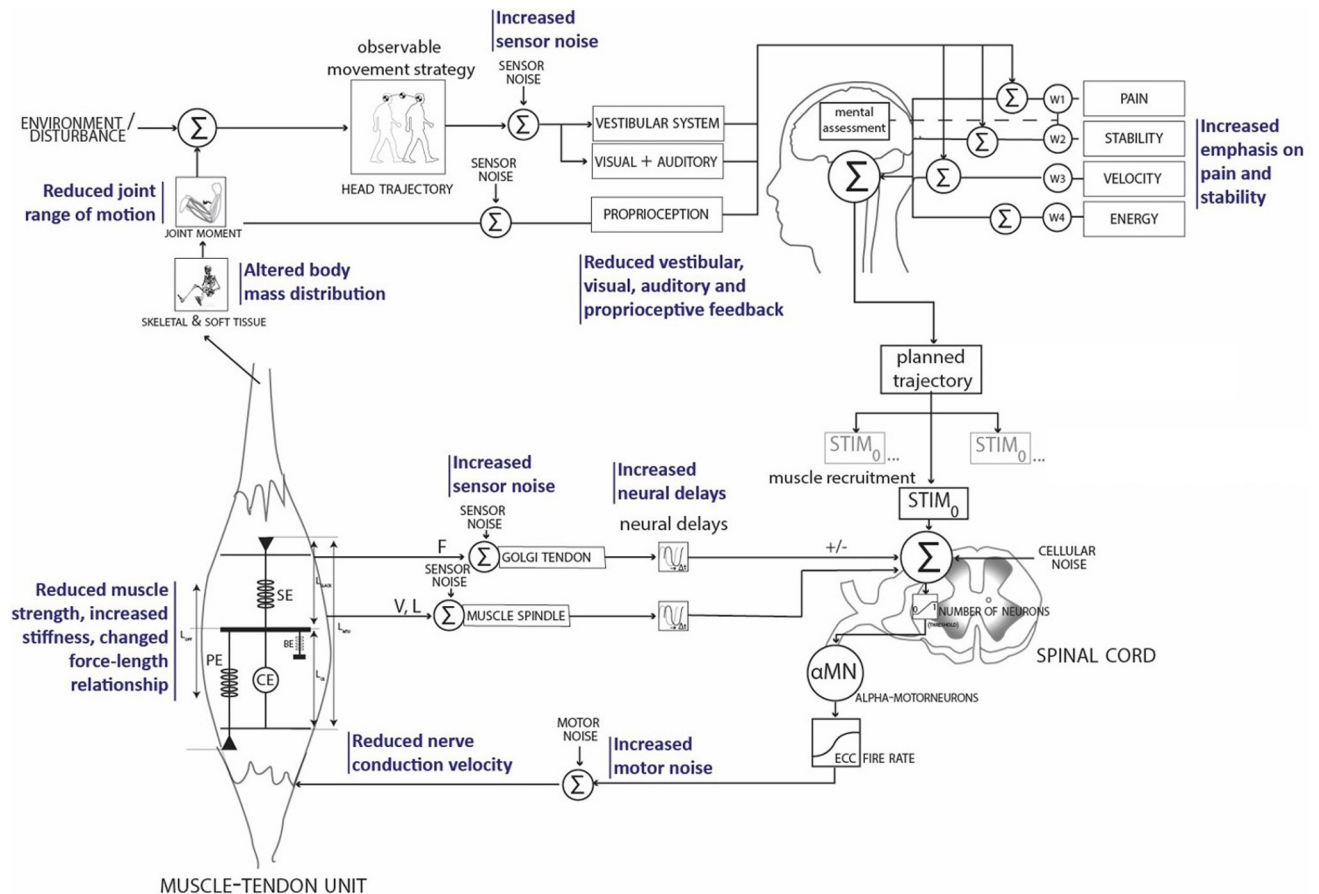 Increased
sensor noise
observable
movement strategy
SENSOR
NOISE
ENVIRONMENT /
DISTURBANCE
Σ
Σ
HEAD TRAJECTORY
VESTIBULAR SYSTEM
VISUAL + AUDITORY
SENSOR
NOISE
Σ
PROPRIOCEPTION
mental
assessment
Σ
Σ
W1
PAIN
Σ
W2
STABILITY
Σ
W3
VELOCITY
Σ
W4
ENERGY
Increased
emphasis on
pain and
stability
Reduced joint
range of motion
JOINT MOMENT
Altered body
mass distribution
SKELETAL & SOFT TISSUE
Reduced vestibular,
visual, auditory and
proprioceptive feedback
planned
trajectory
STIM0...
STIM0...
muscle recruitment
STIM0
Increased
sensor noise
Increased
neural delays
SENSOR
NOISE
neural delays
F
Σ
GOLGI TENDON
→ Δt
+/-
Σ
CELLULAR
NOISE
SENSOR
NOISE
V, L
Σ
MUSCLE SPINDLE
→ Δt
0
1
(THRESHOLD)
NUMBER OF NEURONS
SPINAL CORD
Reduced muscle
strength, increased
stiffness, changed
force-length
relationship
SE
PE
CE
BE
αMN
ALPHA-MOTORNEURONS
ECC
FIRE RATE
Reduced nerve
conduction velocity
MOTOR
NOISE
Σ
Increased
motor noise
MUSCLE-TENDON UNIT